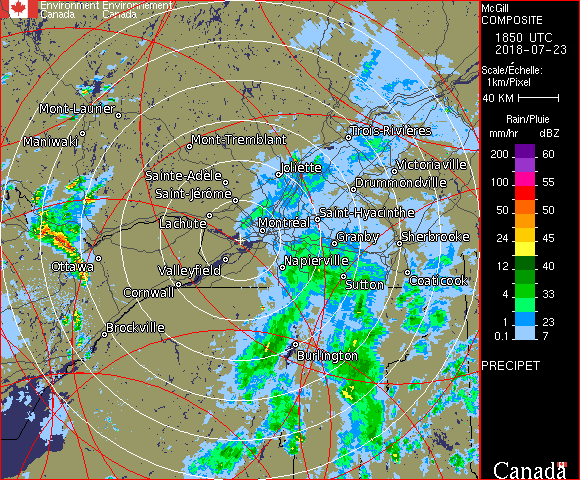 Environment Environnement
Canada Canada
McGill
COMPOSITE
1850 UTC
2018-07-23
Scale/Échelle:
1km/Pixel
40 KM
Rain/Pluie
mm/hr dBZ
200 60
100 55
50 50
24 45
12 40
4 33
1 23
0.1 7
PRECIPET
Canada
Mont-Laurier
Maniwaki
Mont-Tremblant
Trois-Rivières
Sainte-Adèle
Joliette
Victoriaville
Saint-Jérôme
Drummondville
Lachute
Montréal
Saint-Hyacinthe
Granby
Sherbrooke
Ottawa
Valleyfield
Napierville
Cornwall
Sutton
Coaticook
Brockville
Burlington